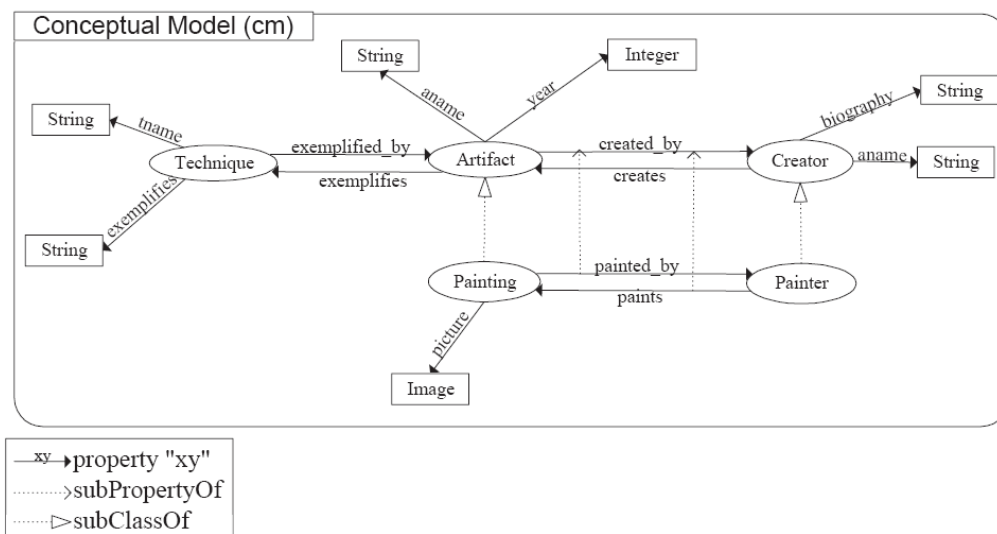 Conceptual Model (cm)
String
Integer
aname
year
String
biography
String
tname
exemplified_by
Artifact
created_by
Creator
aname
String
Technique
exemplifies
creates
exemplifies
String
Painting
painted_by
Painter
paints
picture
Image
xy
property "xy"
subPropertyOf
subClassOf